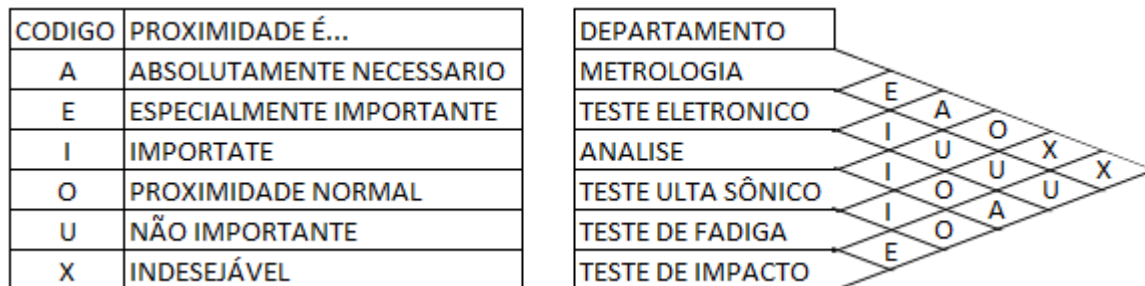 CODIGO PROXIMIDADE É...
A ABSOLUTAMENTE NECESSARIO
E ESPECIALMENTE IMPORTANTE
I IMPORTATE
O PROXIMIDADE NORMAL
U NÃO IMPORTANTE
X INDESEJÁVEL
DEPARTAMENTO
METROLOGIA
TESTE ELETRONICO
ANALISE
TESTE ULTA SÔNICO
TESTE DE FADIGA
TESTE DE IMPACTO
E
A
I O
U X
I U X
O U
I A
O
E